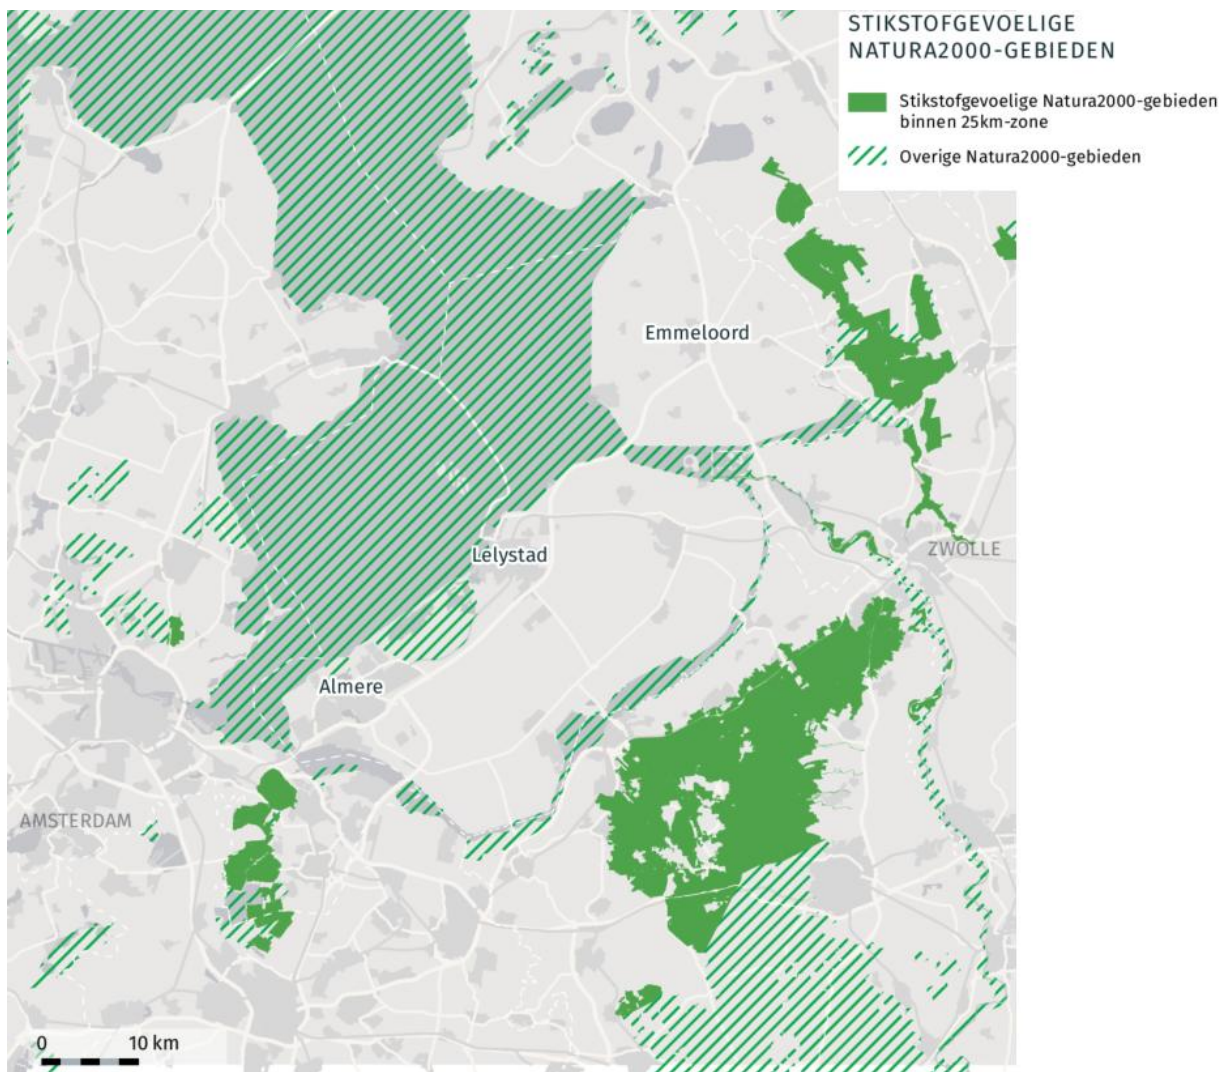 STIKSTOFGEVOELIGE
NATURA2000-GEBIEDEN
Stikstofgevoelige Natura2000-gebieden
binnen 25km-zone
Overige Natura2000-gebieden
Emmeloord
Lelystad
ZWOLLE
Almere
AMSTERDAM
0 10 km